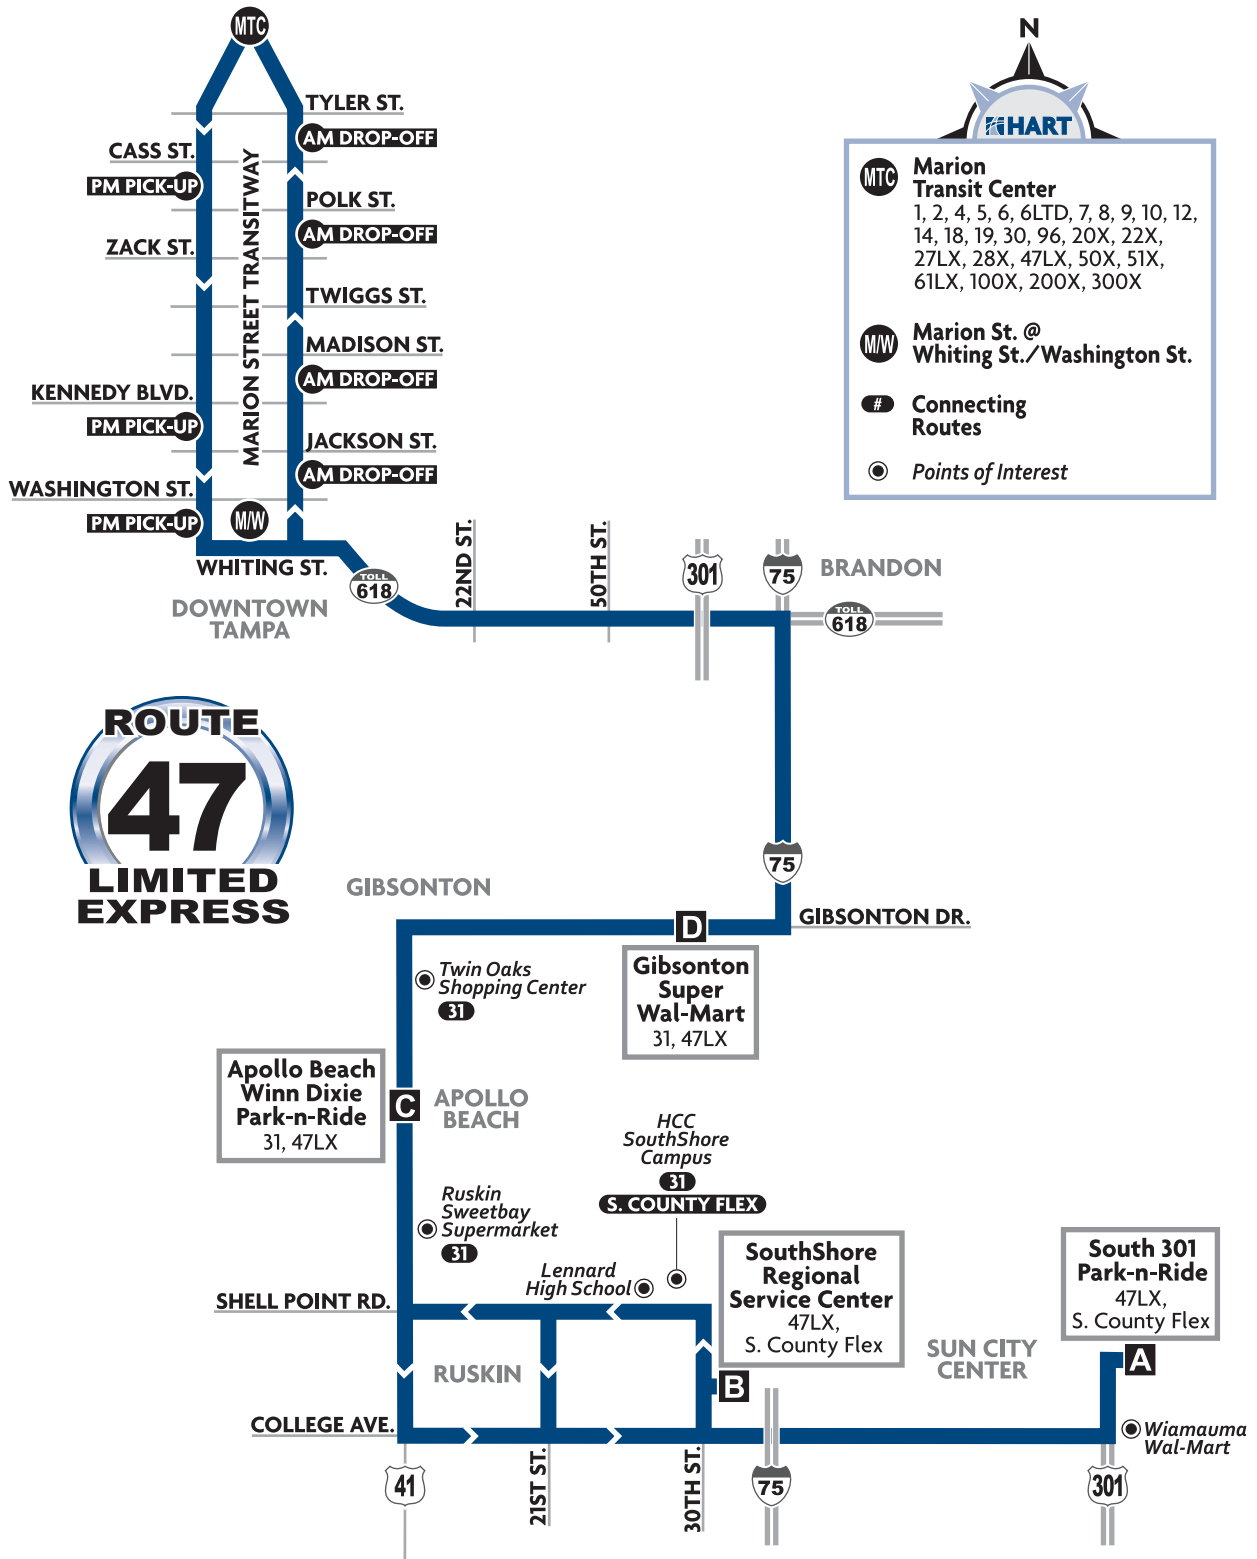 MTC
TYLER ST.
AM DROP-OFF
CASS ST.
PM PICK-UP
POLK ST.
AM DROP-OFF
ZACK ST.
MARION STREET TRANSITWAY
TWIGGS ST.
MADISON ST.
AM DROP-OFF
KENNEDY BLVD.
PM PICK-UP
JACKSON ST.
AM DROP-OFF
WASHINGTON ST.
PM PICK-UP
M/W
WHITING ST.
DOWNTOWN
TAMPA
TOLL
618
22ND ST.
50TH ST.
301
75
BRANDON
TOLL
618
N
HART
MTC
Marion
Transit Center
1, 2, 4, 5, 6, 6LTD, 7, 8, 9, 10, 12,
14, 18, 19, 30, 96, 20X, 22X,
27LX, 28X, 47LX, 50X, 51X,
61LX, 100X, 200X, 300X
M/W
Marion St. @
Whiting St./Washington St.
#
Connecting
Routes
Points of Interest
ROUTE
47
LIMITED
EXPRESS
75
GIBSONTON
GIBSONTON DR.
D
Gibsonton
Super
Wal-Mart
31, 47LX
Twin Oaks
Shopping Center
31
Apollo Beach
Winn Dixie
Park-n-Ride
31, 47LX
C
APOLLO
BEACH
HCC
SouthShore
Campus
31
S. COUNTY FLEX
Ruskin
Sweetbay
Supermarket
31
Lennard
High School
SouthShore
Regional
Service Center
47LX,
S. County Flex
South 301
Park-n-Ride
47LX,
S. County Flex
SHELL POINT RD.
RUSKIN
B
SUN CITY
CENTER
A
COLLEGE AVE.
Wiamauma
Wal-Mart
41
21ST ST.
30TH ST.
75
301